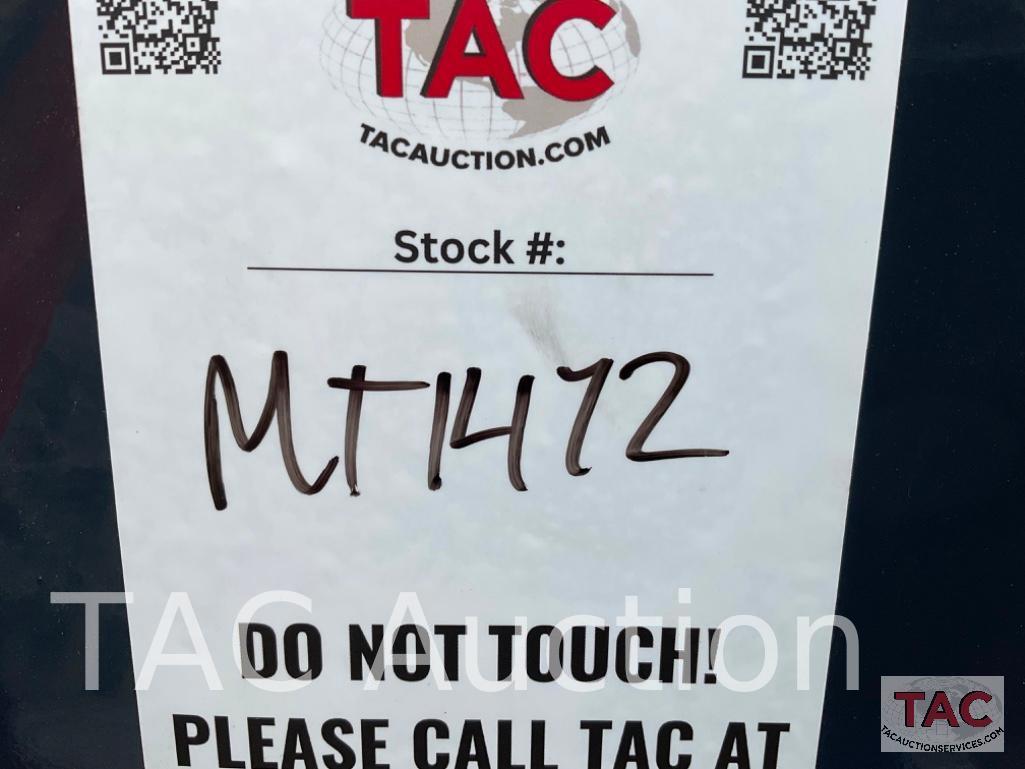 TAC
TACAUCTION.COM
Stock #:
MT1472
DO NOT TOUCH!
TAC Auction
PLEASE CALL TAC AT
TAC
TACAUCTIONSERVICES.COM